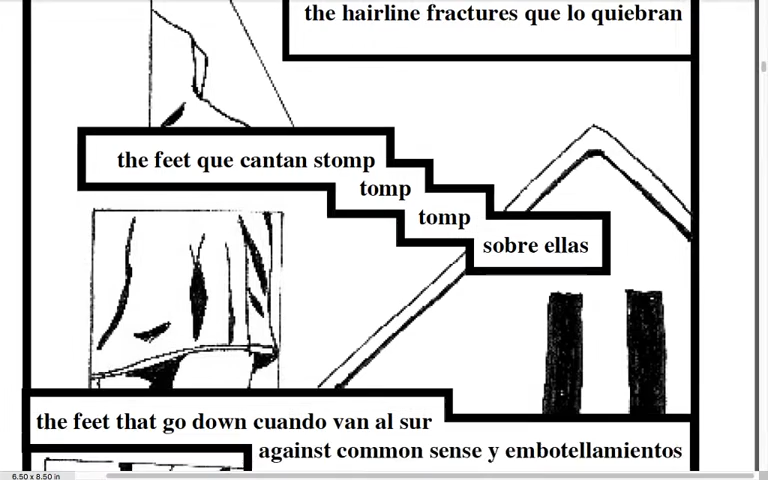 the hairline fractures que lo quiebran
the feet que cantan stomp
tomp
tomp
sobre ellas
the feet that go down cuando van al sur
against common sense y embotellamientos
6.50 x 8.50 in